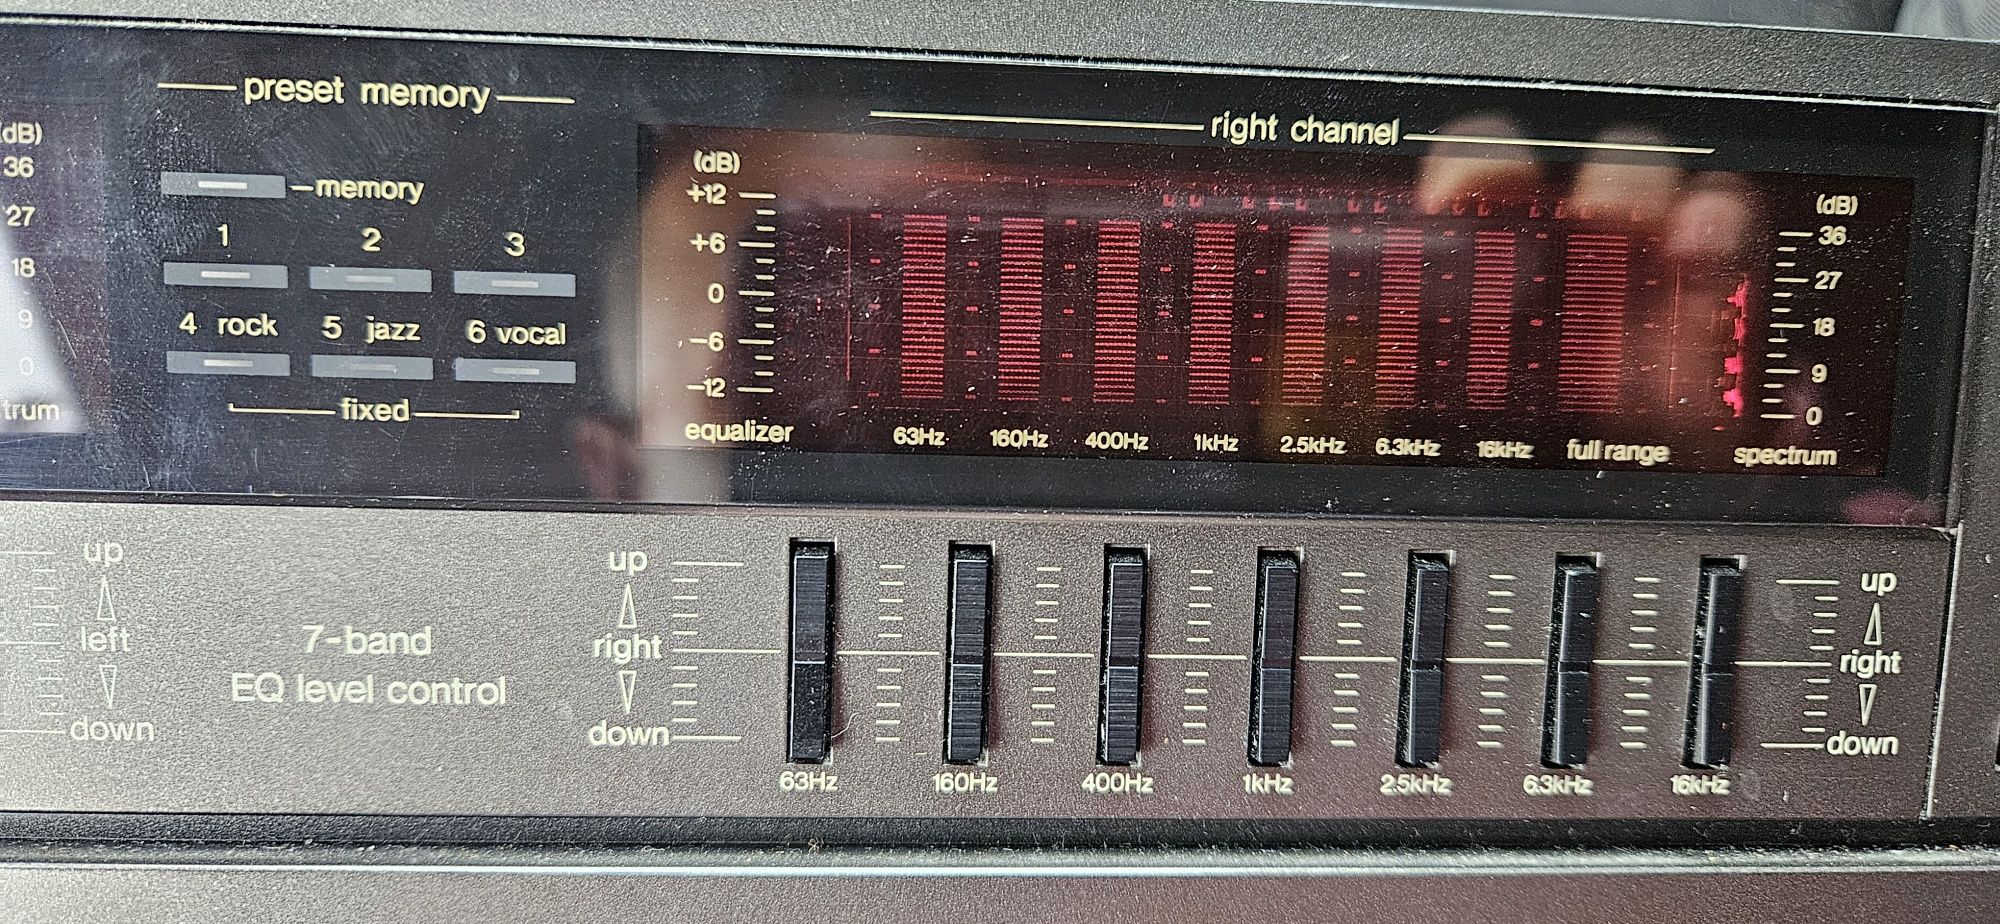 (dB)
36
27
18
9
0
trum
preset memory
memory
1 2 3
4 rock 5 jazz 6 vocal
fixed
right channel
(dB)
+12
+6
0
-6
-12
equalizer
63Hz 160Hz 400Hz 1kHz 2.5kHz 6.3kHz 16kHz full range
(dB)
36
27
18
9
0
spectrum
up
left
down
7-band
EQ level control
up
right
down
63Hz 160Hz 400Hz 1kHz 2.5kHz 6.3kHz 16kHz
up
right
down